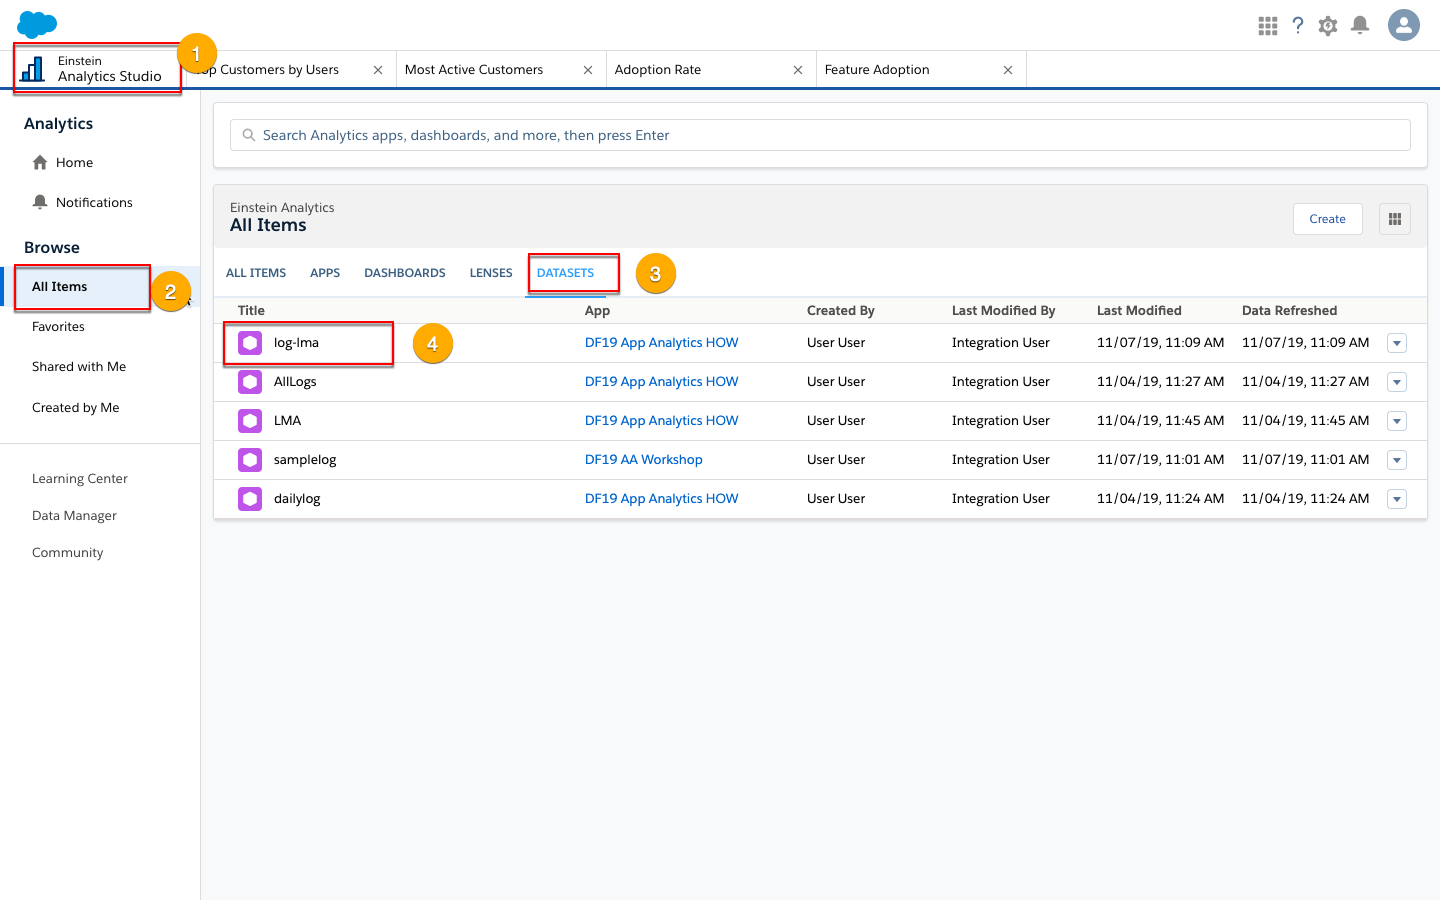 Einstein
Analytics Studio
1
Customers by Users
Most Active Customers
Adoption Rate
Feature Adoption
?
Analytics
Home
Notifications
Browse
All Items
2
Favorites
Shared with Me
Created by Me
Learning Center
Data Manager
Community
Search Analytics apps, dashboards, and more, then press Enter
Einstein Analytics
All Items
Create
ALL ITEMS APPS DASHBOARDS LENSES DATASETS 3
Title App Created By Last Modified By Last Modified Data Refreshed
log-lma 4 DF19 App Analytics HOW User User Integration User 11/07/19, 11:09 AM 11/07/19, 11:09 AM
AllLogs DF19 App Analytics HOW User User Integration User 11/04/19, 11:27 AM 11/04/19, 11:27 AM
LMA DF19 App Analytics HOW User User Integration User 11/04/19, 11:45 AM 11/04/19, 11:45 AM
samplelog DF19 AA Workshop User User Integration User 11/07/19, 11:01 AM 11/07/19, 11:01 AM
dailylog DF19 App Analytics HOW User User Integration User 11/04/19, 11:24 AM 11/04/19, 11:24 AM